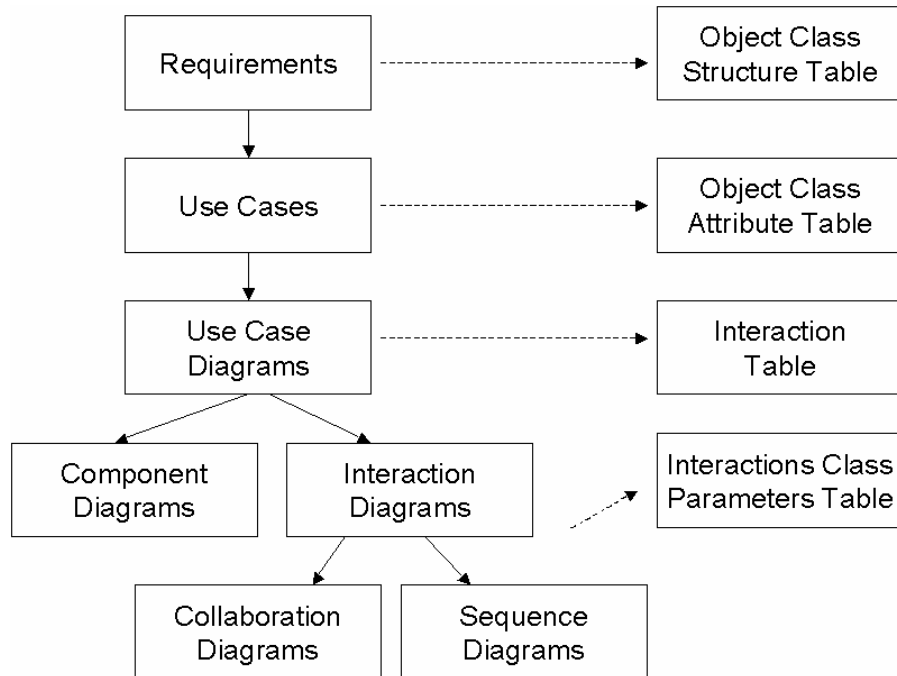 Requirements
Object Class
Structure Table
Use Cases
Object Class
Attribute Table
Use Case
Diagrams
Interaction
Table
Component
Diagrams
Interaction
Diagrams
Interactions Class
Parameters Table
Collaboration
Diagrams
Sequence
Diagrams